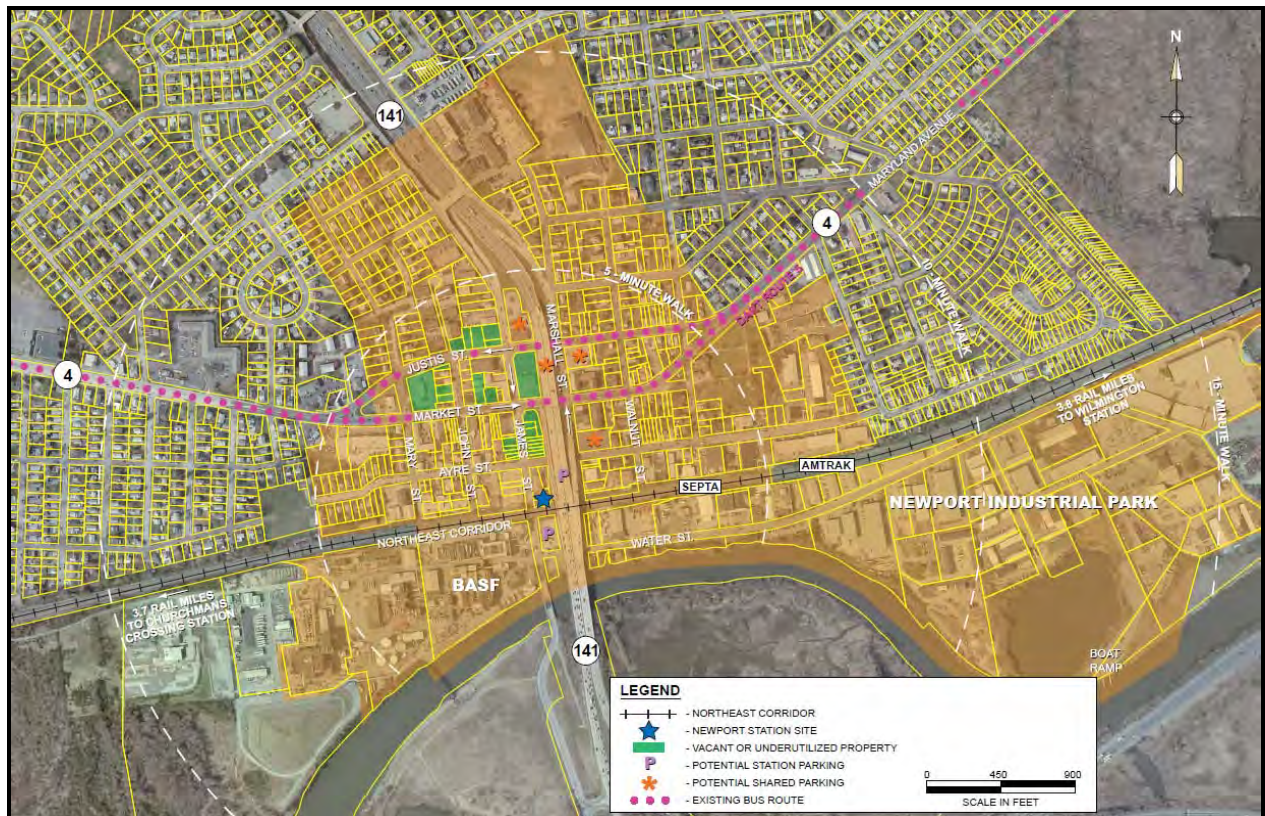 N
141
MARYLAND AVENUE
4
5 - MINUTE WALK
10 - MINUTE WALK
DART ROUTES
MARSHALL ST.
JUSTIS ST.
4
MARKET ST.
WALNUT ST.
MARY ST.
JOHN ST.
JAMES ST.
AYRE ST.
P
3.8 RAIL MILES
TO WILMINGTON
STATION
15 - MINUTE WALK
AMTRAK
SEPTA
NEWPORT INDUSTRIAL PARK
NORTHEAST CORRIDOR
P
WATER ST.
BASF
3.7 RAIL MILES
TO CHURCHMANS
CROSSING STATION
141
BOAT
RAMP
LEGEND
- NORTHEAST CORRIDOR
- NEWPORT STATION SITE
- VACANT OR UNDERUTILIZED PROPERTY
P - POTENTIAL STATION PARKING
- POTENTIAL SHARED PARKING
- EXISTING BUS ROUTE
0 450 900
SCALE IN FEET